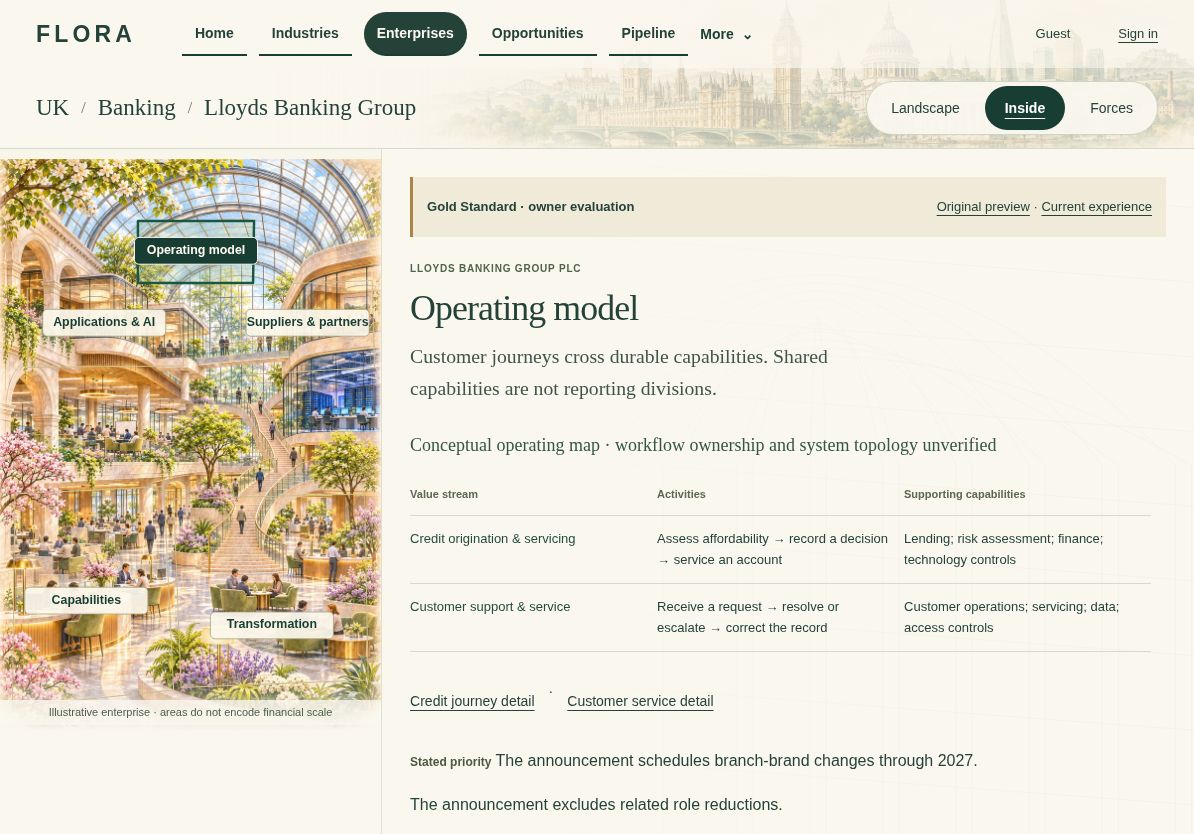 FLORA
Home
Industries
Enterprises
Opportunities
Pipeline
More
Guest
Sign in
UK / Banking / Lloyds Banking Group
Landscape
Inside
Forces
Operating model
Applications & AI
Suppliers & partners
Capabilities
Transformation
Illustrative enterprise · areas do not encode financial scale
Gold Standard · owner evaluation
Original preview · Current experience
LLOYDS BANKING GROUP PLC
Operating model
Customer journeys cross durable capabilities. Shared
capabilities are not reporting divisions.
Conceptual operating map · workflow ownership and system topology unverified
Value stream
Activities
Supporting capabilities
Credit origination & servicing
Assess affordability → record a decision
→ service an account
Lending; risk assessment; finance;
technology controls
Customer support & service
Receive a request → resolve or
escalate → correct the record
Customer operations; servicing; data;
access controls
Credit journey detail · Customer service detail
Stated priority The announcement schedules branch-brand changes through 2027.
The announcement excludes related role reductions.